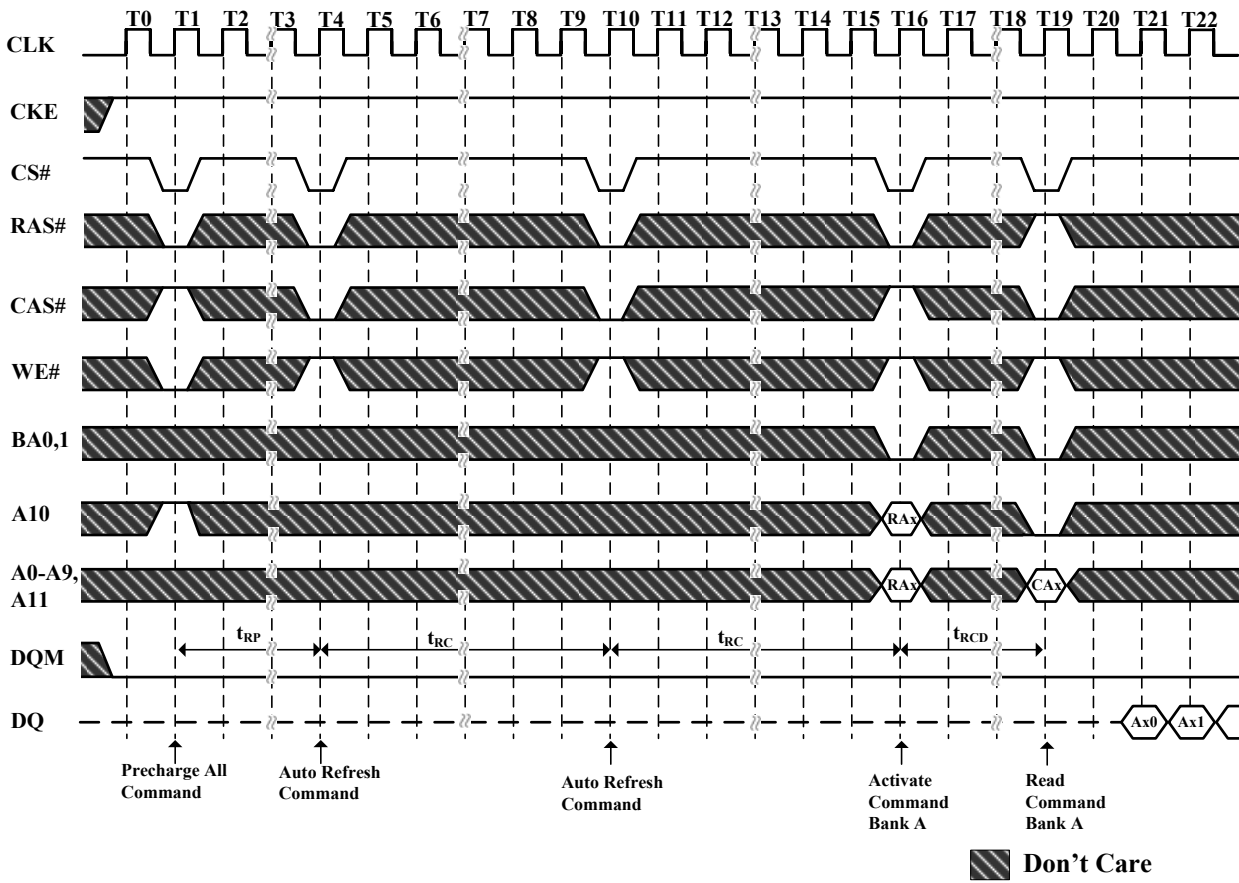 T0 T1 T2 T3 T4 T5 T6 T7 T8 T9 T10 T11 T12 T13 T14 T15 T16 T17 T18 T19 T20 T21 T22
CLK
CKE
CS#
RAS#
CAS#
WE#
BA0,1
A10 RAx
A0-A9,
A11 RAx CAx
tRP tRC tRC tRCD
DQM
DQ Ax0 Ax1
Precharge All
Command
Auto Refresh
Command
Auto Refresh
Command
Activate
Command
Bank A
Read
Command
Bank A
Don't Care